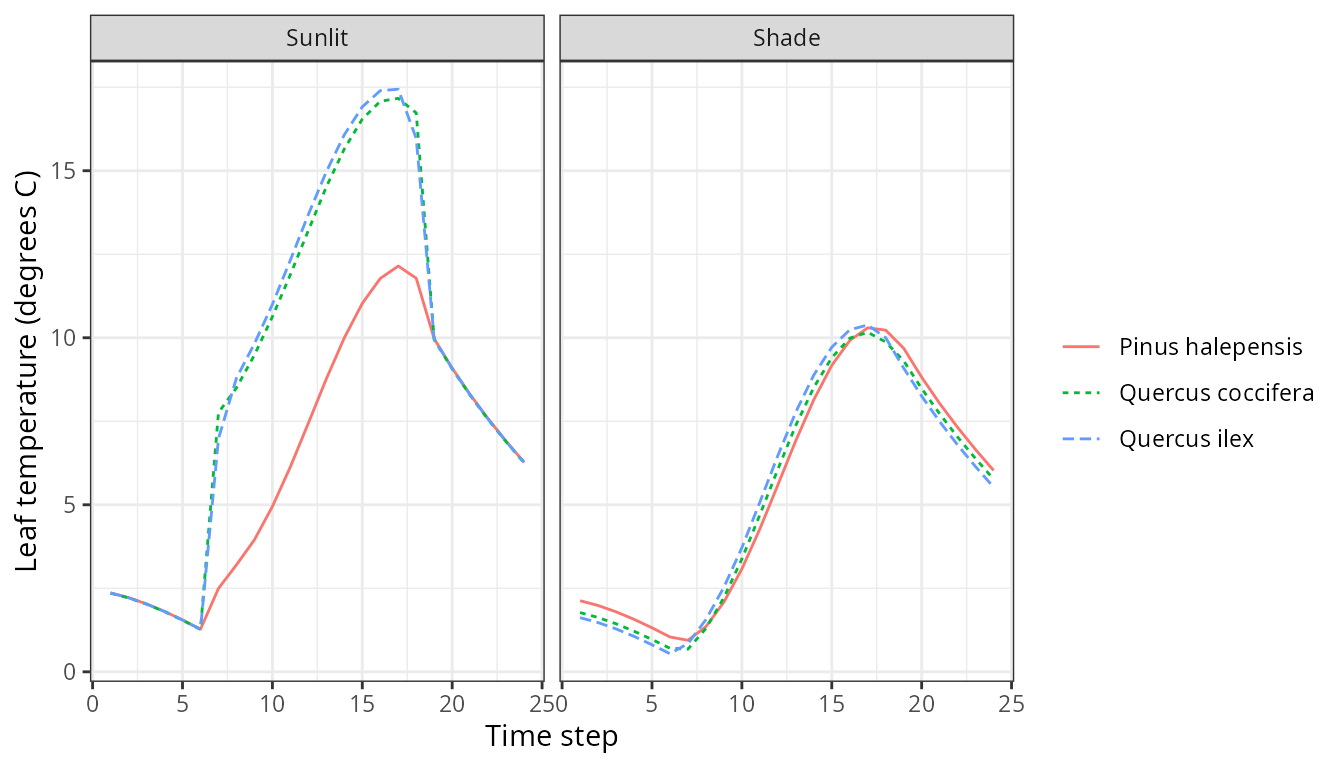 Sunlit
Shade
Leaf temperature (degrees C)
15
10
5
0
0 5 10 15 20 25
0 5 10 15 20 25
Time step
Pinus halepensis
Quercus coccifera
Quercus ilex